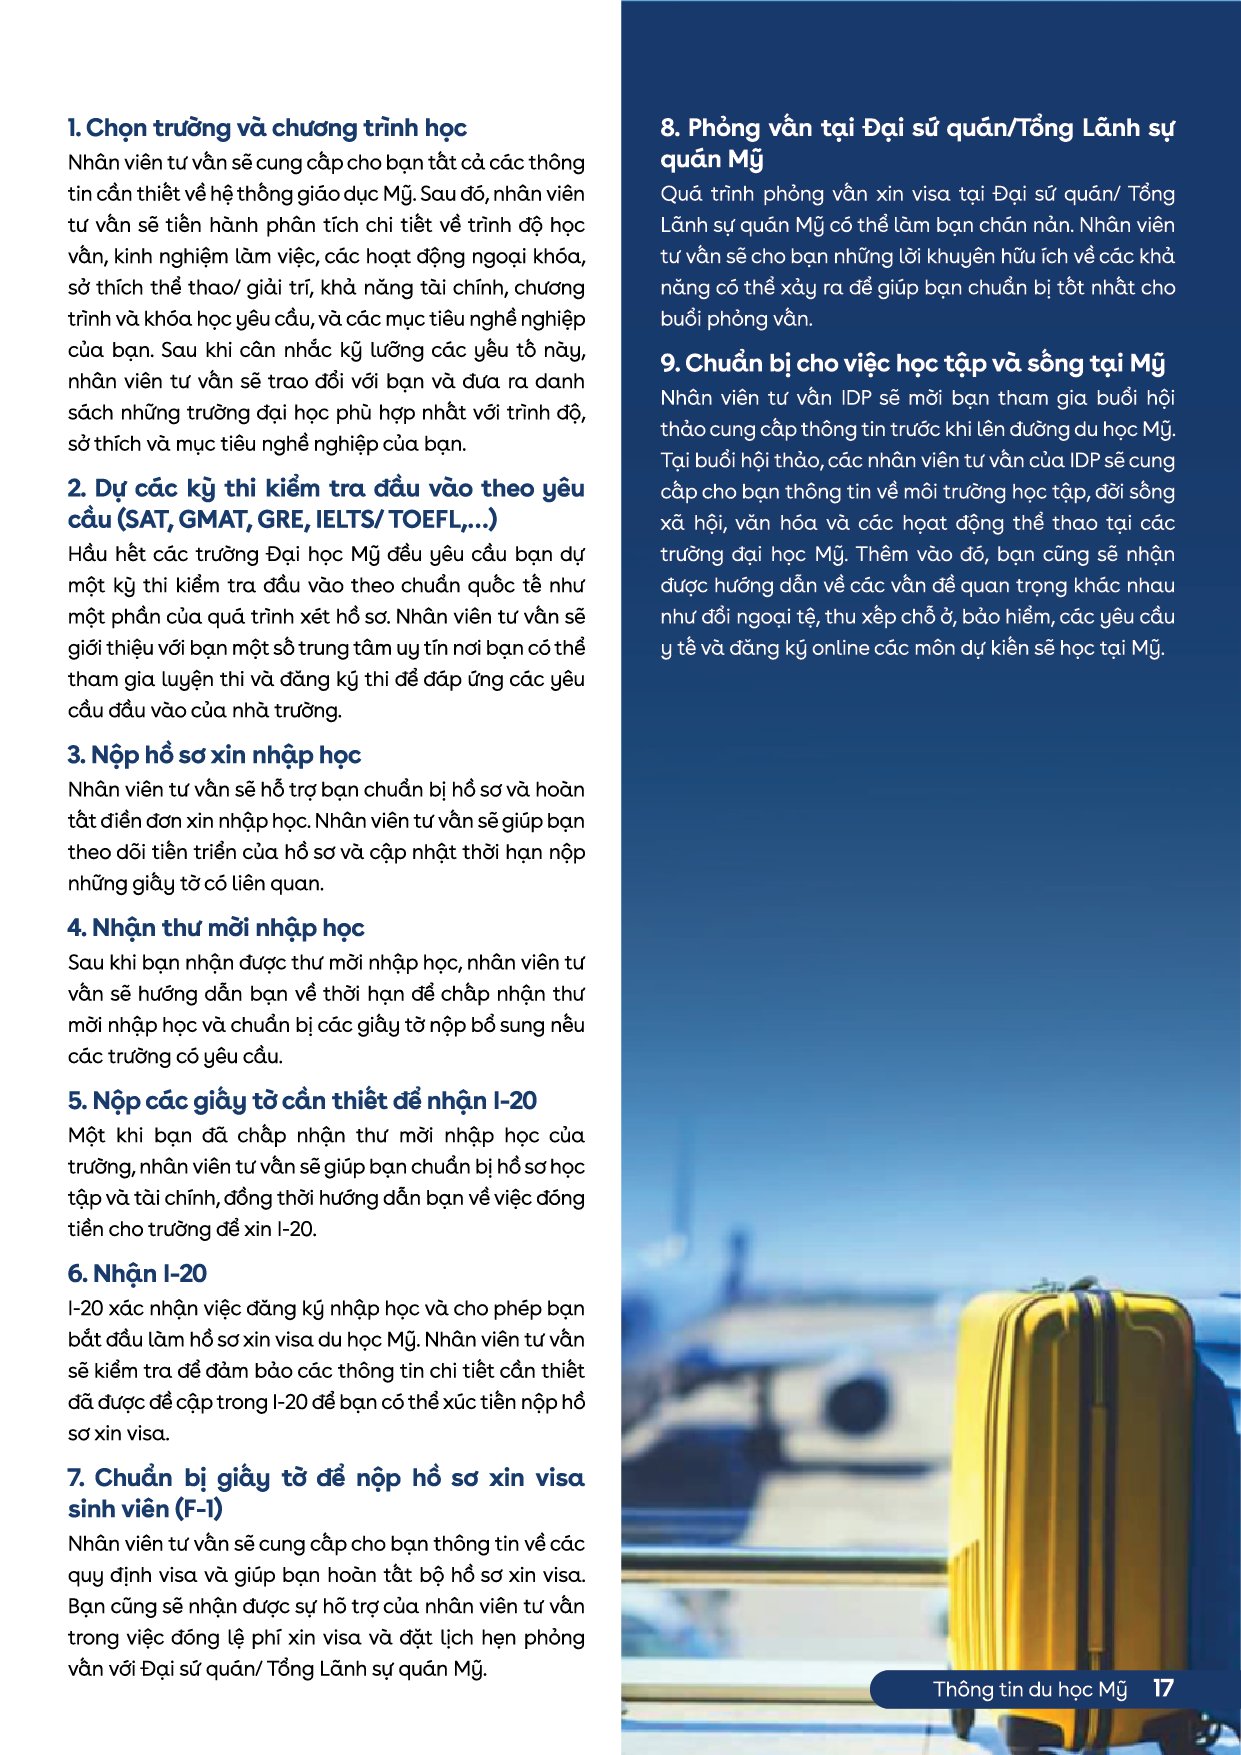 1. Chọn trường và chương trình học
Nhân viên tư vấn sẽ cung cấp cho bạn tất cả các thông
tin cần thiết về hệ thống giáo dục Mỹ. Sau đó, nhân viên
tư vấn sẽ tiến hành phân tích chi tiết về trình độ học
vấn, kinh nghiệm làm việc, các hoạt động ngoại khóa,
sở thích thể thao/ giải trí, khả năng tài chính, chương
trình và khóa học yêu cầu, và các mục tiêu nghề nghiệp
của bạn. Sau khi cân nhắc kỹ lưỡng các yếu tố này,
nhân viên tư vấn sẽ trao đổi với bạn và đưa ra danh
sách những trường đại học phù hợp nhất với trình độ,
sở thích và mục tiêu nghề nghiệp của bạn.
2. Dự các kỳ thi kiểm tra đầu vào theo yêu
cầu (SAT, GMAT, GRE, IELTS/ TOEFL,...)
Hầu hết các trường Đại học Mỹ đều yêu cầu bạn dự
một kỳ thi kiểm tra đầu vào theo chuẩn quốc tế như
một phần của quá trình xét hồ sơ. Nhân viên tư vấn sẽ
giới thiệu với bạn một số trung tâm uy tín nơi bạn có thể
tham gia luyện thi và đăng ký thi để đáp ứng các yêu
cầu đầu vào của nhà trường.
3. Nộp hồ sơ xin nhập học
Nhân viên tư vấn sẽ hỗ trợ bạn chuẩn bị hồ sơ và hoàn
tất điền đơn xin nhập học. Nhân viên tư vấn sẽ giúp bạn
theo dõi tiến triển của hồ sơ và cập nhật thời hạn nộp
những giấy tờ có liên quan.
4. Nhận thư mời nhập học
Sau khi bạn nhận được thư mời nhập học, nhân viên tư
vấn sẽ hướng dẫn bạn về thời hạn để chấp nhận thư
mời nhập học và chuẩn bị các giấy tờ nộp bổ sung nếu
các trường có yêu cầu.
5. Nộp các giấy tờ cần thiết để nhận I-20
Một khi bạn đã chấp nhận thư mời nhập học của
trường, nhân viên tư vấn sẽ giúp bạn chuẩn bị hồ sơ học
tập và tài chính, đồng thời hướng dẫn bạn về việc đóng
tiền cho trường để xin I-20.
6. Nhận I-20
I-20 xác nhận việc đăng ký nhập học và cho phép bạn
bắt đầu làm hồ sơ xin visa du học Mỹ. Nhân viên tư vấn
sẽ kiểm tra để đảm bảo các thông tin chi tiết cần thiết
đã được đề cập trong I-20 để bạn có thể xúc tiến nộp hồ
sơ xin visa.
7. Chuẩn bị giấy tờ để nộp hồ sơ xin visa
sinh viên (F-1)
Nhân viên tư vấn sẽ cung cấp cho bạn thông tin về các
quy định visa và giúp bạn hoàn tất bộ hồ sơ xin visa.
Bạn cũng sẽ nhận được sự hõ trợ của nhân viên tư vấn
trong việc đóng lệ phí xin visa và đặt lịch hẹn phỏng
vấn với Đại sứ quán/ Tổng Lãnh sự quán Mỹ.
8. Phỏng vấn tại Đại sứ quán/Tổng Lãnh sự
quán Mỹ
Quá trình phỏng vấn xin visa tại Đại sứ quán/ Tổng
Lãnh sự quán Mỹ có thể làm bạn chán nản. Nhân viên
tư vấn sẽ cho bạn những lời khuyên hữu ích về các khả
năng có thể xảy ra để giúp bạn chuẩn bị tốt nhất cho
buổi phỏng vấn.
9. Chuẩn bị cho việc học tập và sống tại Mỹ
Nhân viên tư vấn IDP sẽ mời bạn tham gia buổi hội
thảo cung cấp thông tin trước khi lên đường du học Mỹ.
Tại buổi hội thảo, các nhân viên tư vấn của IDP sẽ cung
cấp cho bạn thông tin về môi trường học tập, đời sống
xã hội, văn hóa và các họat động thể thao tại các
trường đại học Mỹ. Thêm vào đó, bạn cũng sẽ nhận
được hướng dẫn về các vấn đề quan trọng khác nhau
như đổi ngoại tệ, thu xếp chỗ ở, bảo hiểm, các yêu cầu
y tế và đăng ký online các môn dự kiến sẽ học tại Mỹ.
Thông tin du học Mỹ 17